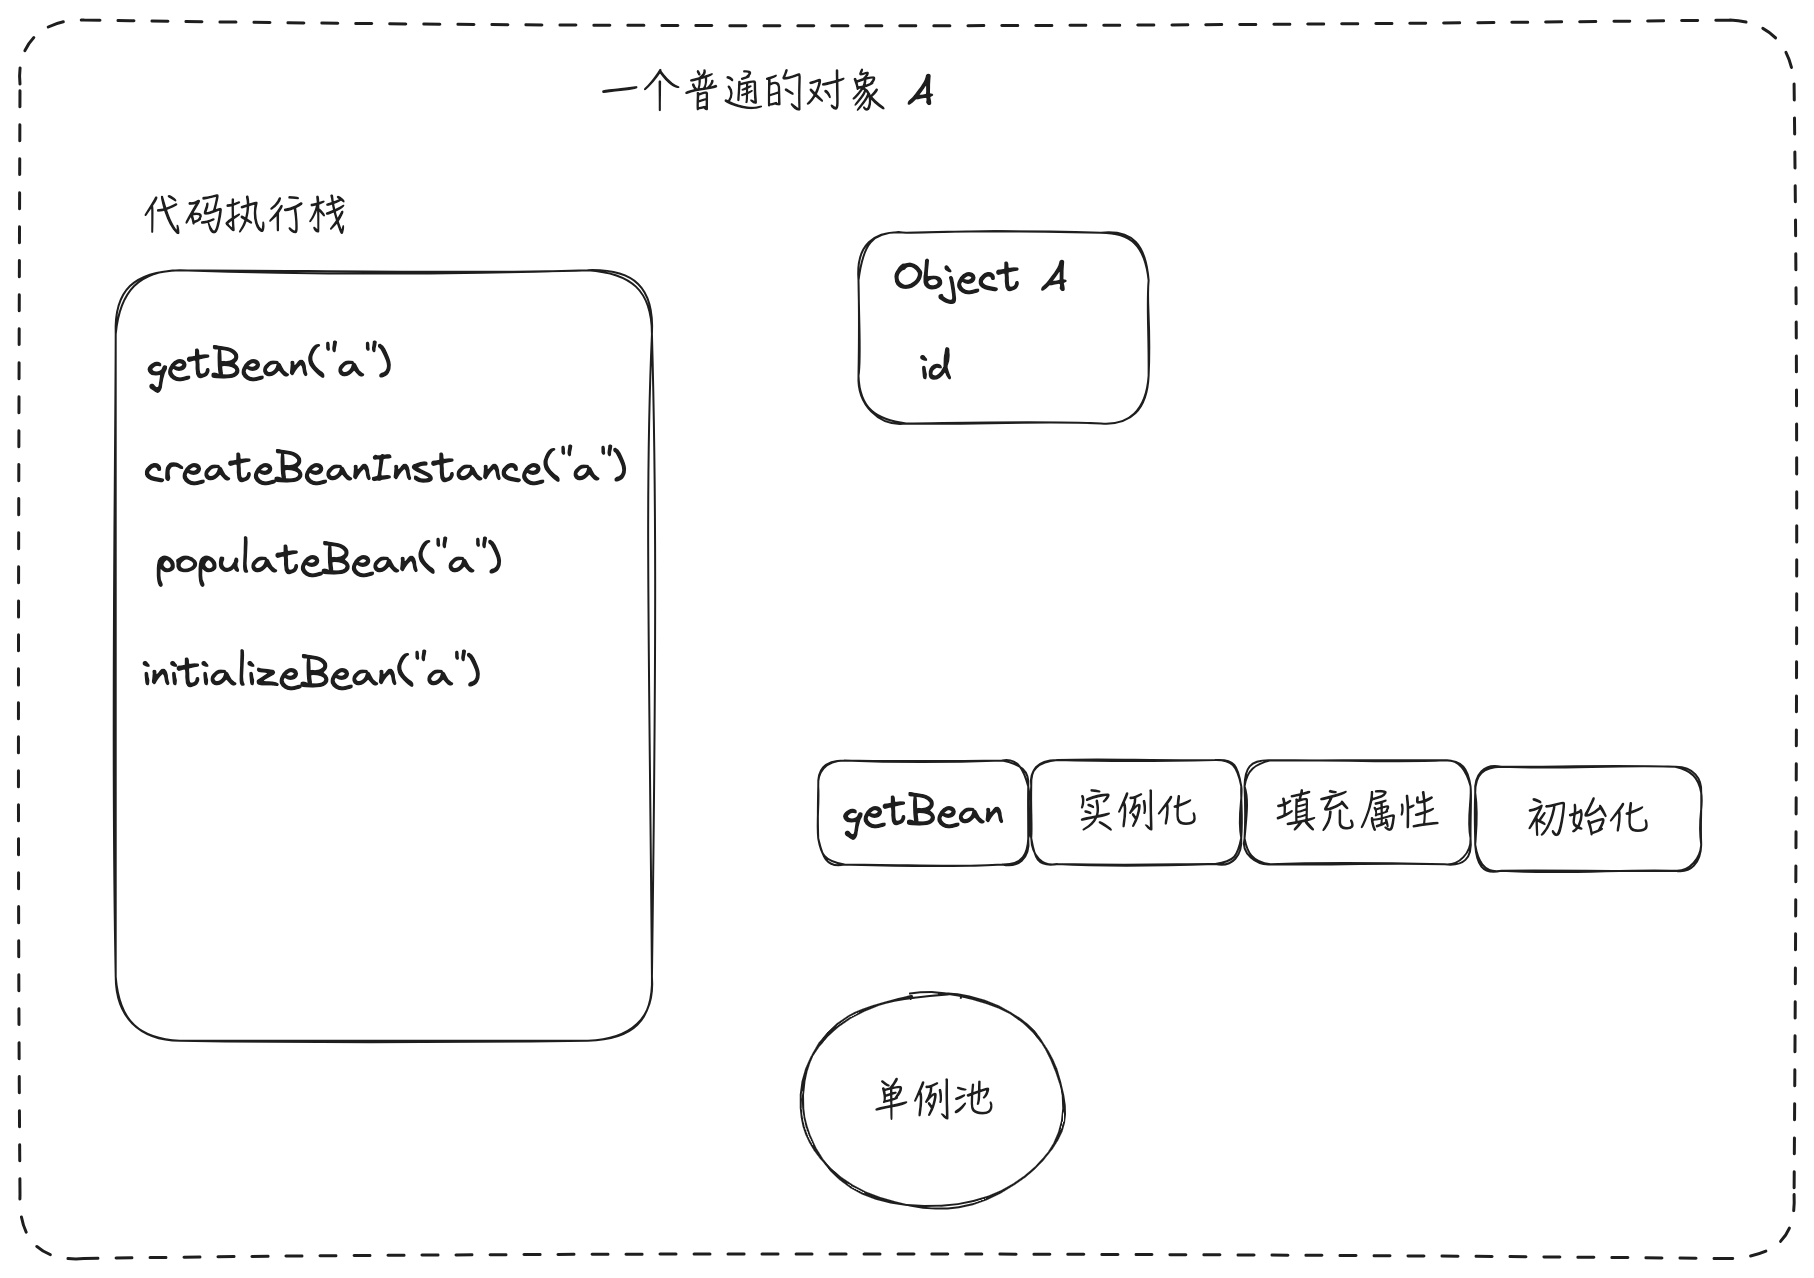 一个普通的对象 A
代码执行栈
getBean("a")
createBeanInstance("a")
populateBean("a")
initializeBean("a")
Object A
id
getBean
实例化
填充属性
初始化
单例池